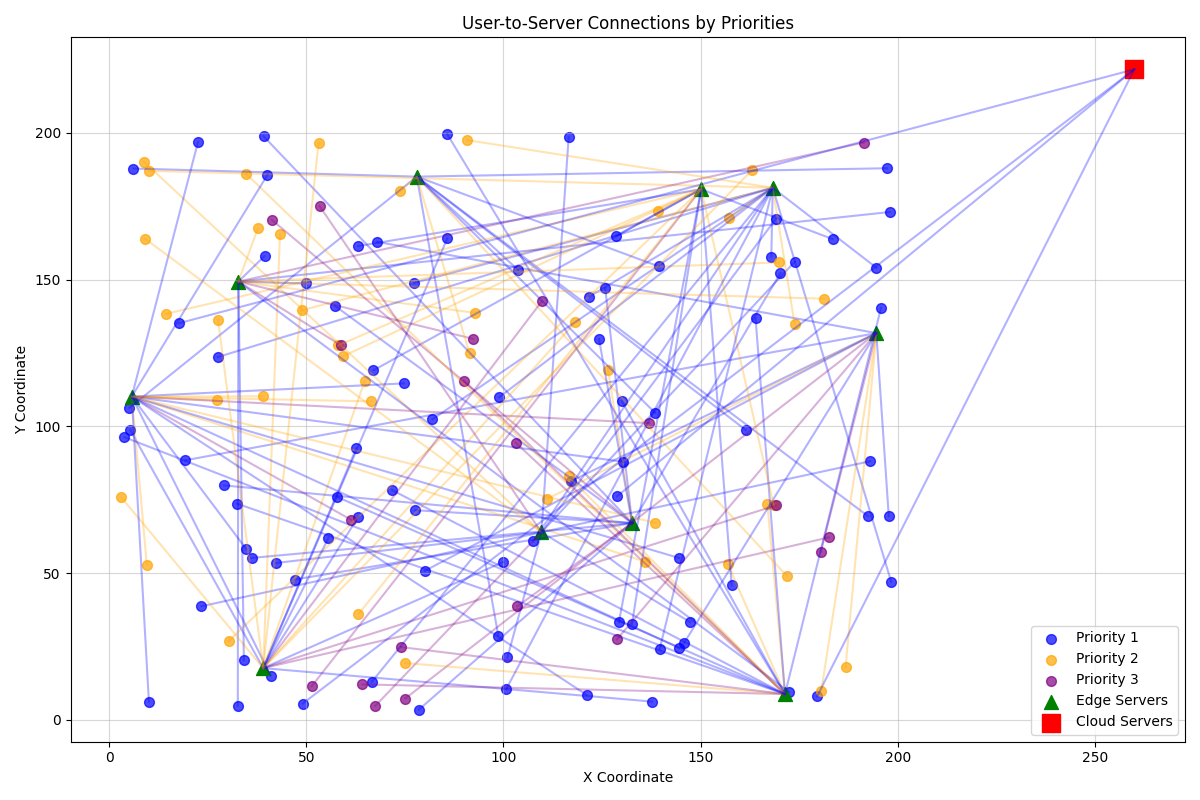 User-to-Server Connections by Priorities
Y Coordinate
200
150
100
50
0
0 50 100 150 200 250
X Coordinate
Priority 1
Priority 2
Priority 3
Edge Servers
Cloud Servers